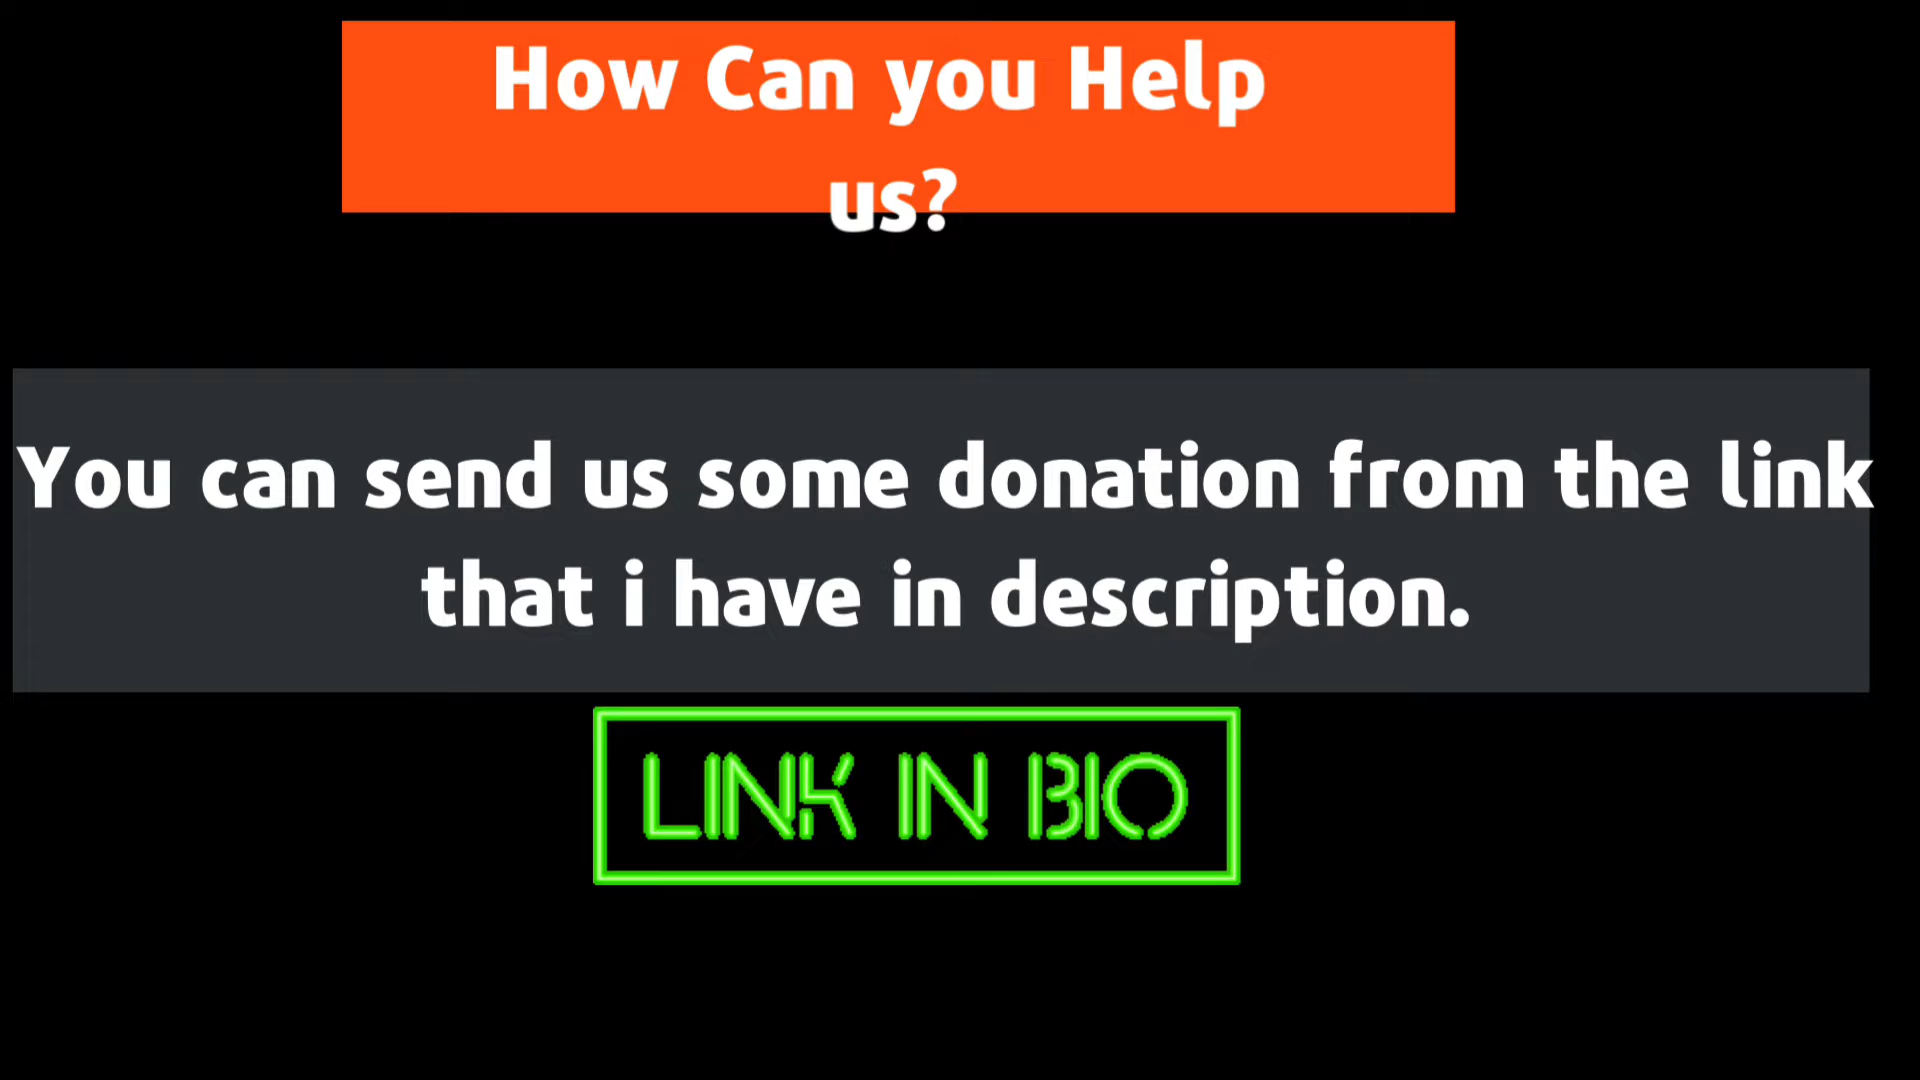 How Can you Help
us?
You can send us some donation from the link
that i have in description.
LINK IN BIO